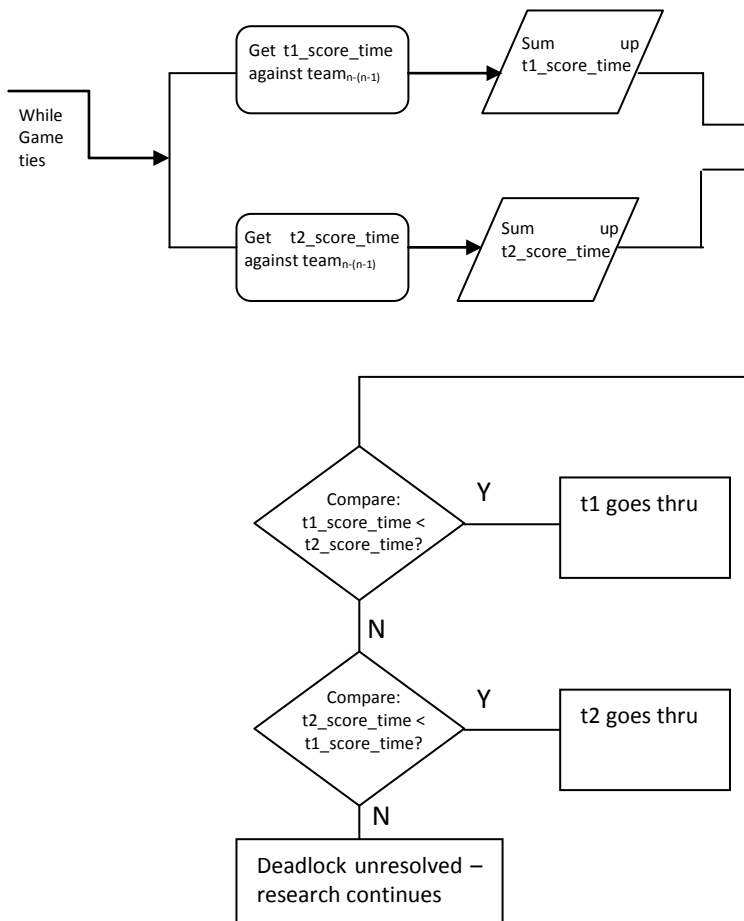 While
Game
ties
Get t1_score_time
against teamn-(n-1)
Sum up
t1_score_time
Get t2_score_time
against teamn-(n-1)
Sum up
t2_score_time
Compare:
t1_score_time <
t2_score_time?
Y
t1 goes thru
N
Compare:
t2_score_time <
t1_score_time?
Y
t2 goes thru
N
Deadlock unresolved –
research continues